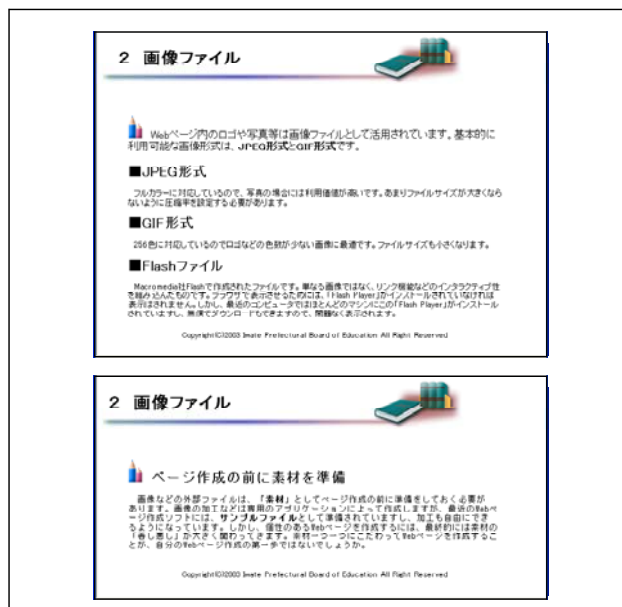 2 画像ファイル
Webページ内のロゴや写真等は画像ファイルとして活用されています。基本的に
利用可能な画像形式は、JPEG形式とGIF形式です。
■JPEG形式
フルカラーに対応しているので、写真の場合には利用価値が高いです。あまりファイルサイズが大きくなら
ないように圧縮率を設定する必要があります。
■GIF形式
256色に対応しているのでロゴなどの色数が少ない画像に最適です。ファイルサイズも小さくなります。
■Flashファイル
Macromedia社Flashで作成されたファイルです。単なる画像ではなく、リンク機能などのインタラクティブ性
を組み込んだものです。ブラウザで表示させるためには、「Flash Player」がインストールされていなければ
表示はされません。しかし、最近のコンピュータではほとんどのマシンにこの「Flash Player」がインストール
されていますし、無償でダウンロードもできますので、問題なく表示されます。
Copyright(C)2003 Iwate Prefectural Board of Education All Right Reserved
2 画像ファイル
ページ作成の前に素材を準備
画像などの外部ファイルは、「素材」としてページ作成の前に準備をしておく必要が
あります。画像の加工などは専用のアプリケーションによって作成しますが、最近のWebペ
ージ作成ソフトには、サンプルファイルとして準備されていますし、加工も自由にでき
るようになっています。しかし、個性のあるWebページを作成するには、最終的には素材の
「善し悪し」が大きく関わってきます。素材一つ一つにこだわってWebページを作成するこ
とが、自分のWebページ作成の第一歩ではないでしょうか。
Copyright(C)2003 Iwate Prefectural Board of Education All Right Reserved